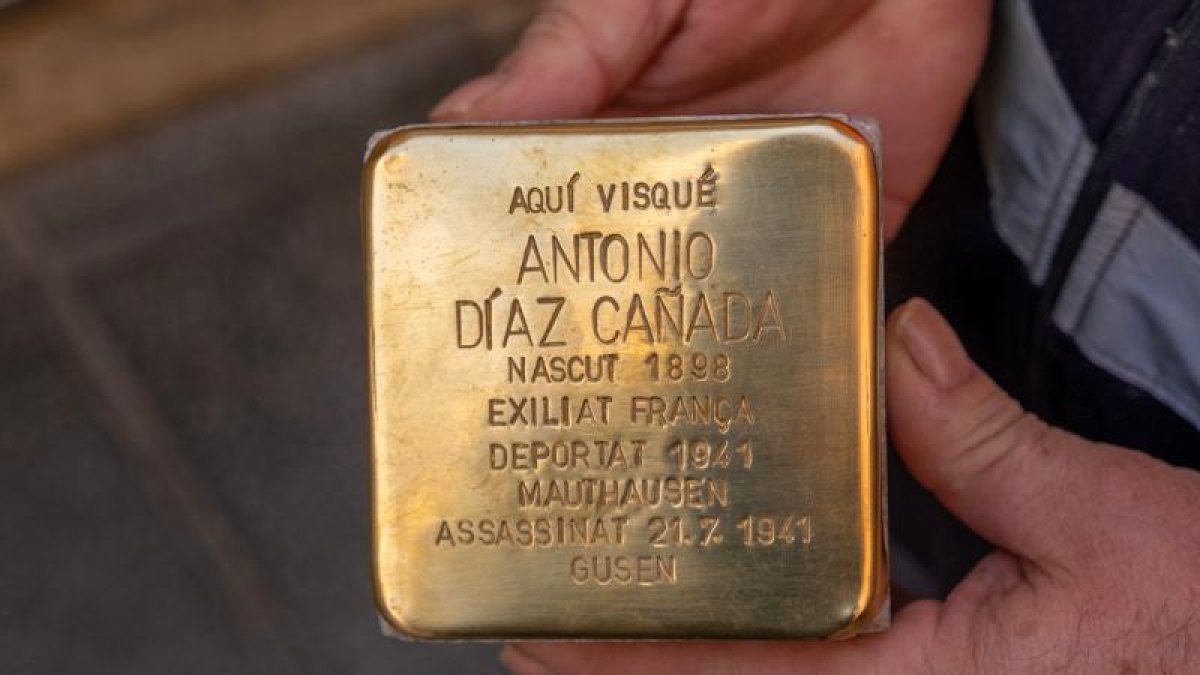 AQUÍ VISQUÉ
ANTONIO
DÍAZ CAÑADA
NASCUT 1898
EXILIAT FRANÇA
DEPORTAT 1941
MAUTHAUSEN
ASSASSINAT 21.7. 1941
GUSEN